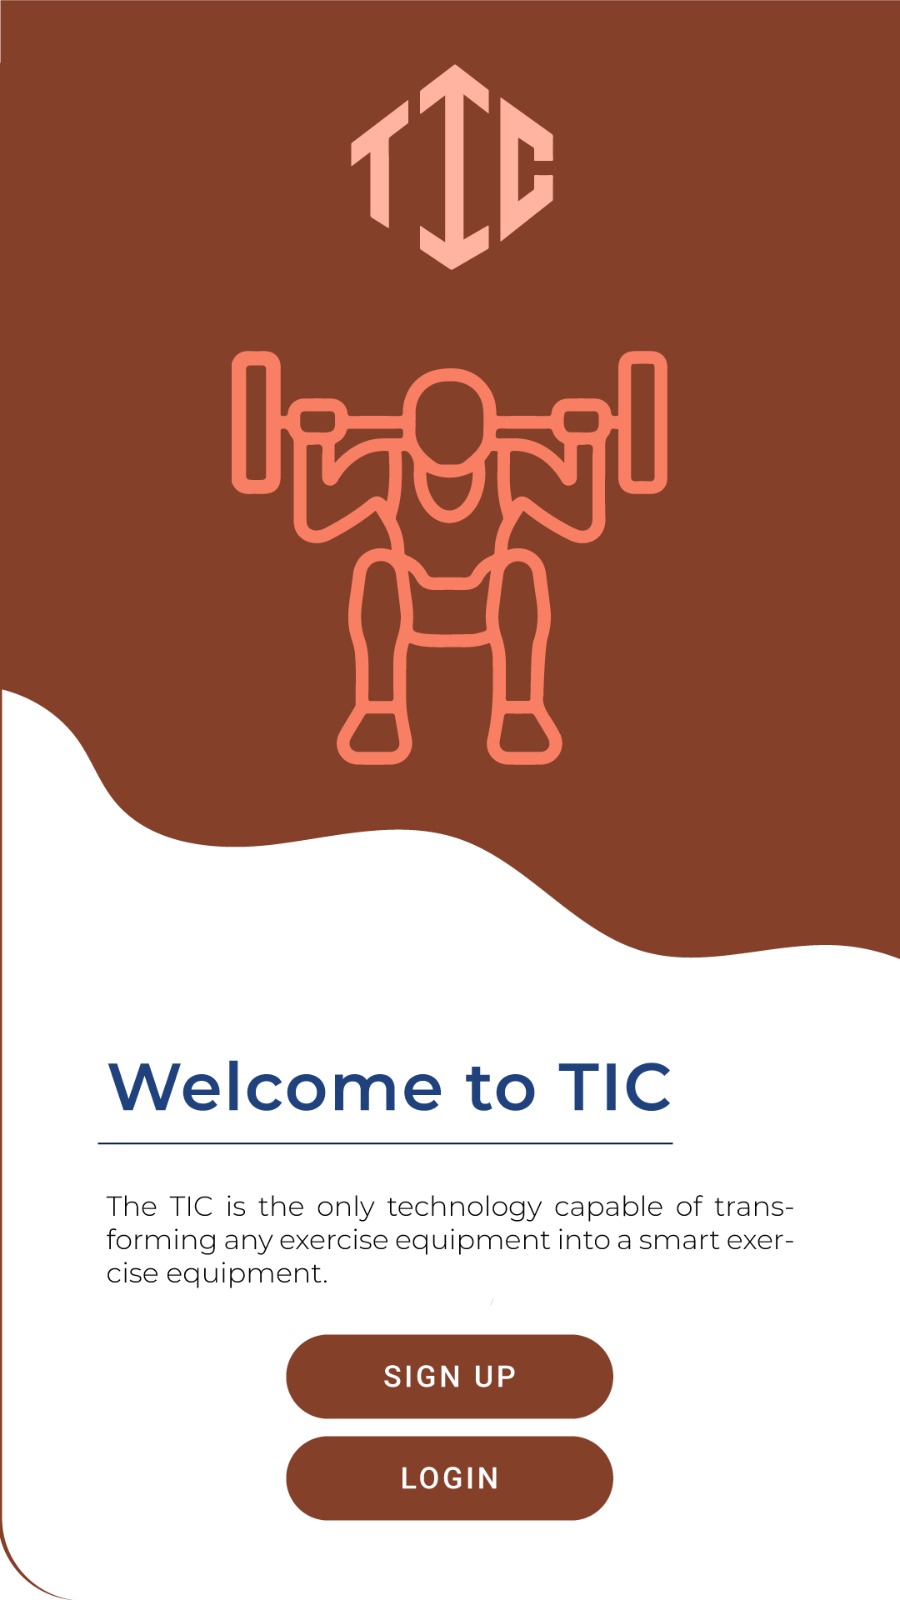 TIC
Welcome to TIC
The TIC is the only technology capable of trans-
forming any exercise equipment into a smart exer-
cise equipment.
SIGN UP
LOGIN